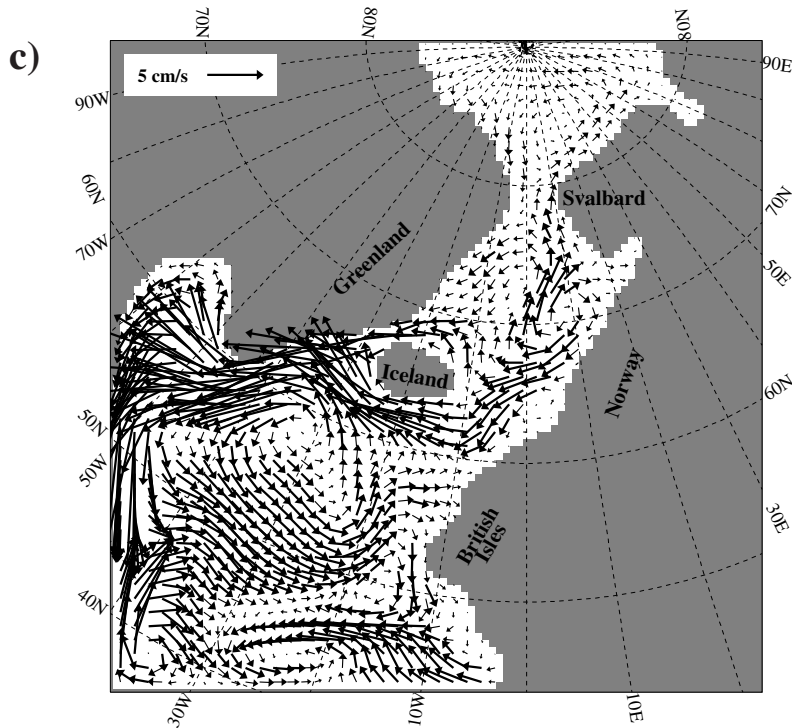 c)
70N
80N
80N
5 cm/s
90E
90W
60N
70N
Svalbard
70W
Greenland
50E
Iceland
Norway
60N
50N
50W
30E
British
Isles
40N
30W
10W
10E